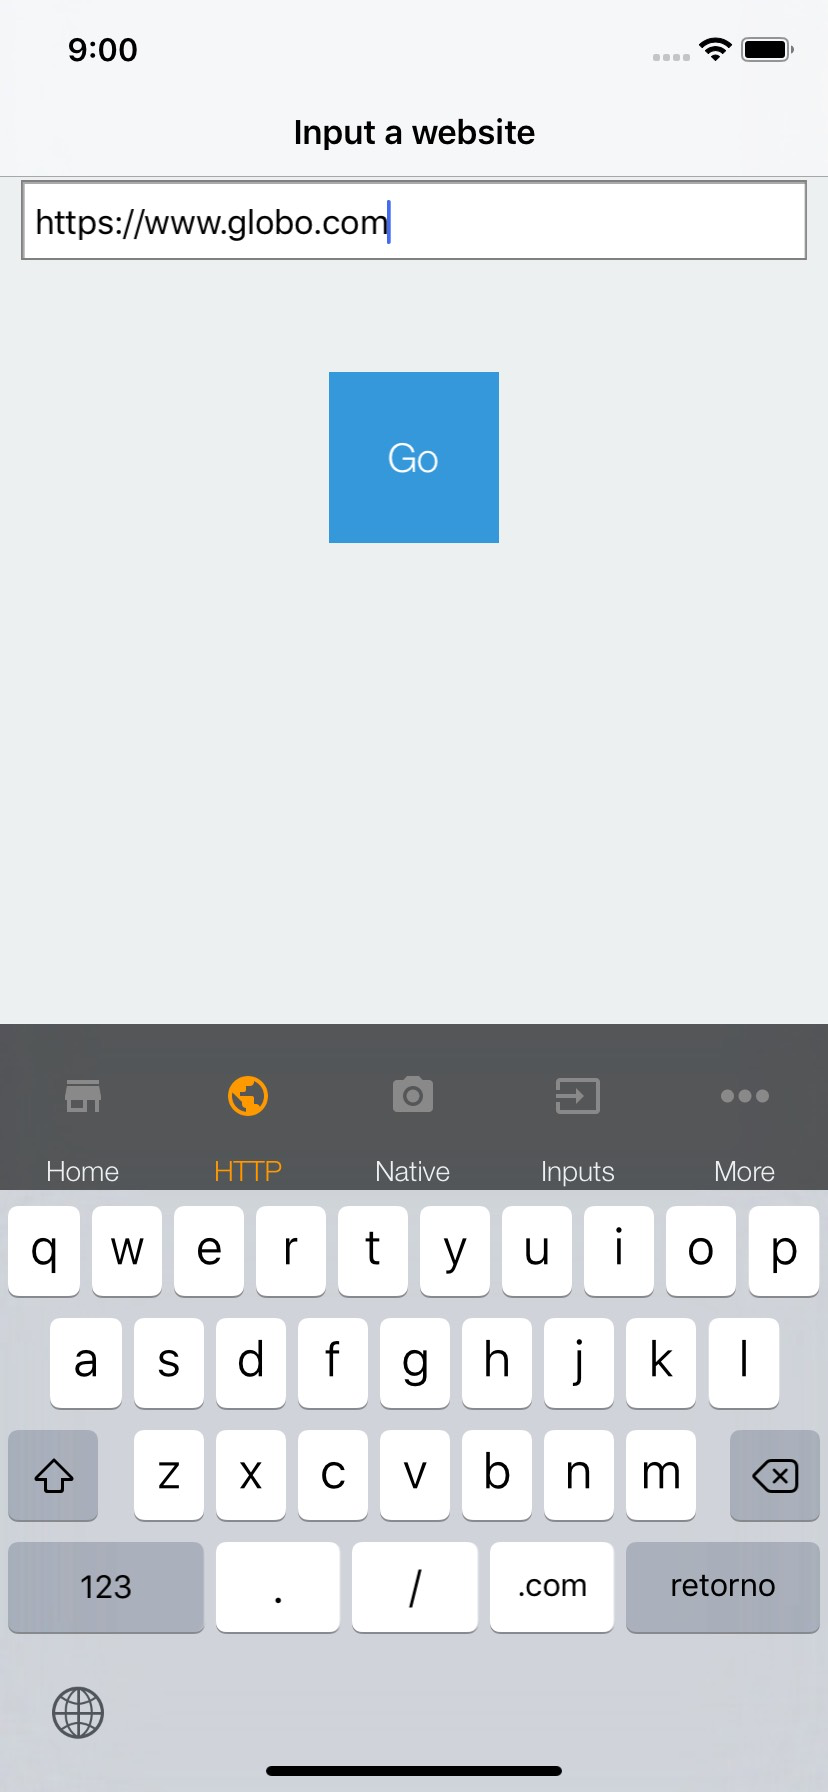 9:00
Input a website
https://www.globo.com
Go
Home HTTP Native Inputs More
q w e r t y u i o p
a s d f g h j k l
z x c v b n m
123 . / .com retorno